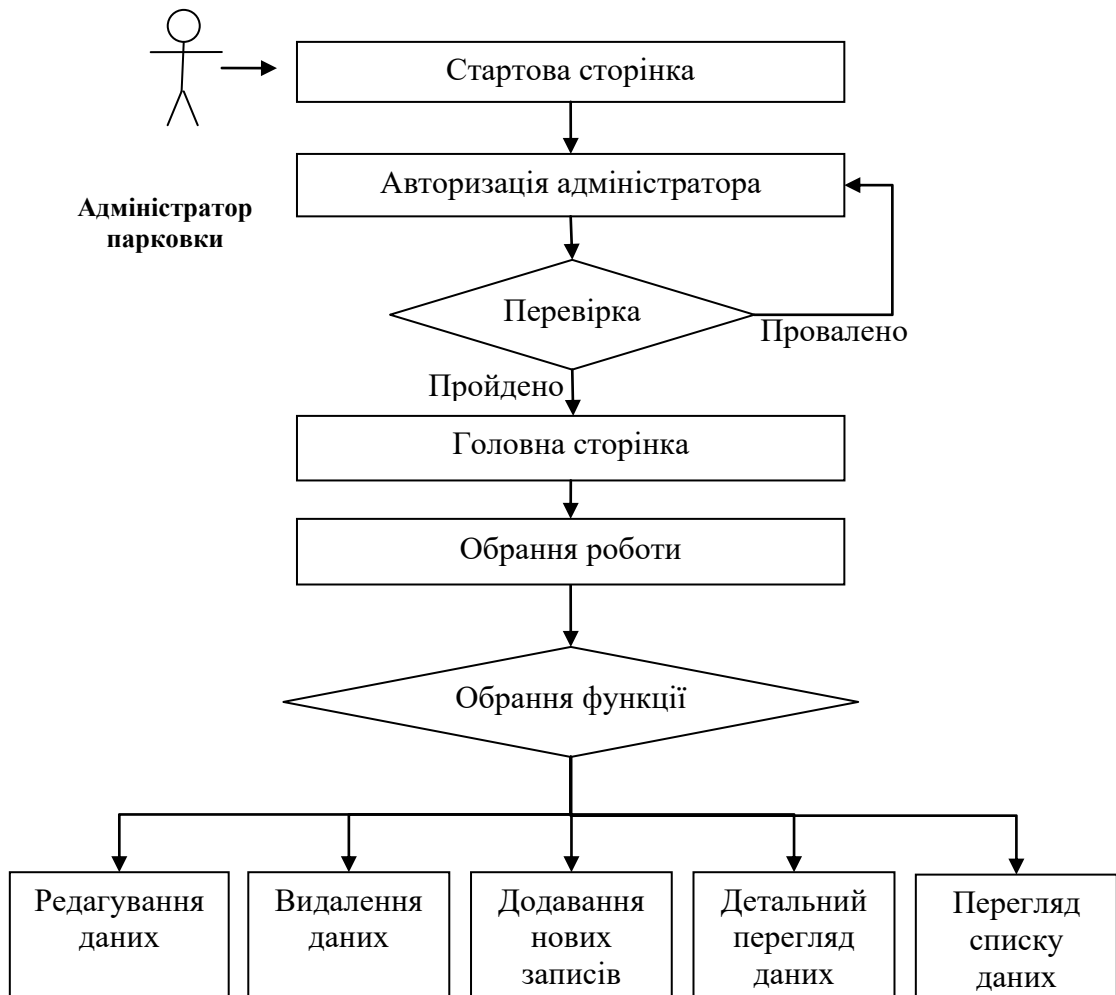 Стартова сторінка
Авторизація адміністратора
Адміністратор
парковки
Перевірка
Провалено
Пройдено
Головна сторінка
Обрання роботи
Обрання функції
Редагування
даних
Видалення
даних
Додавання
нових
записів
Детальний
перегляд
даних
Перегляд
списку
даних